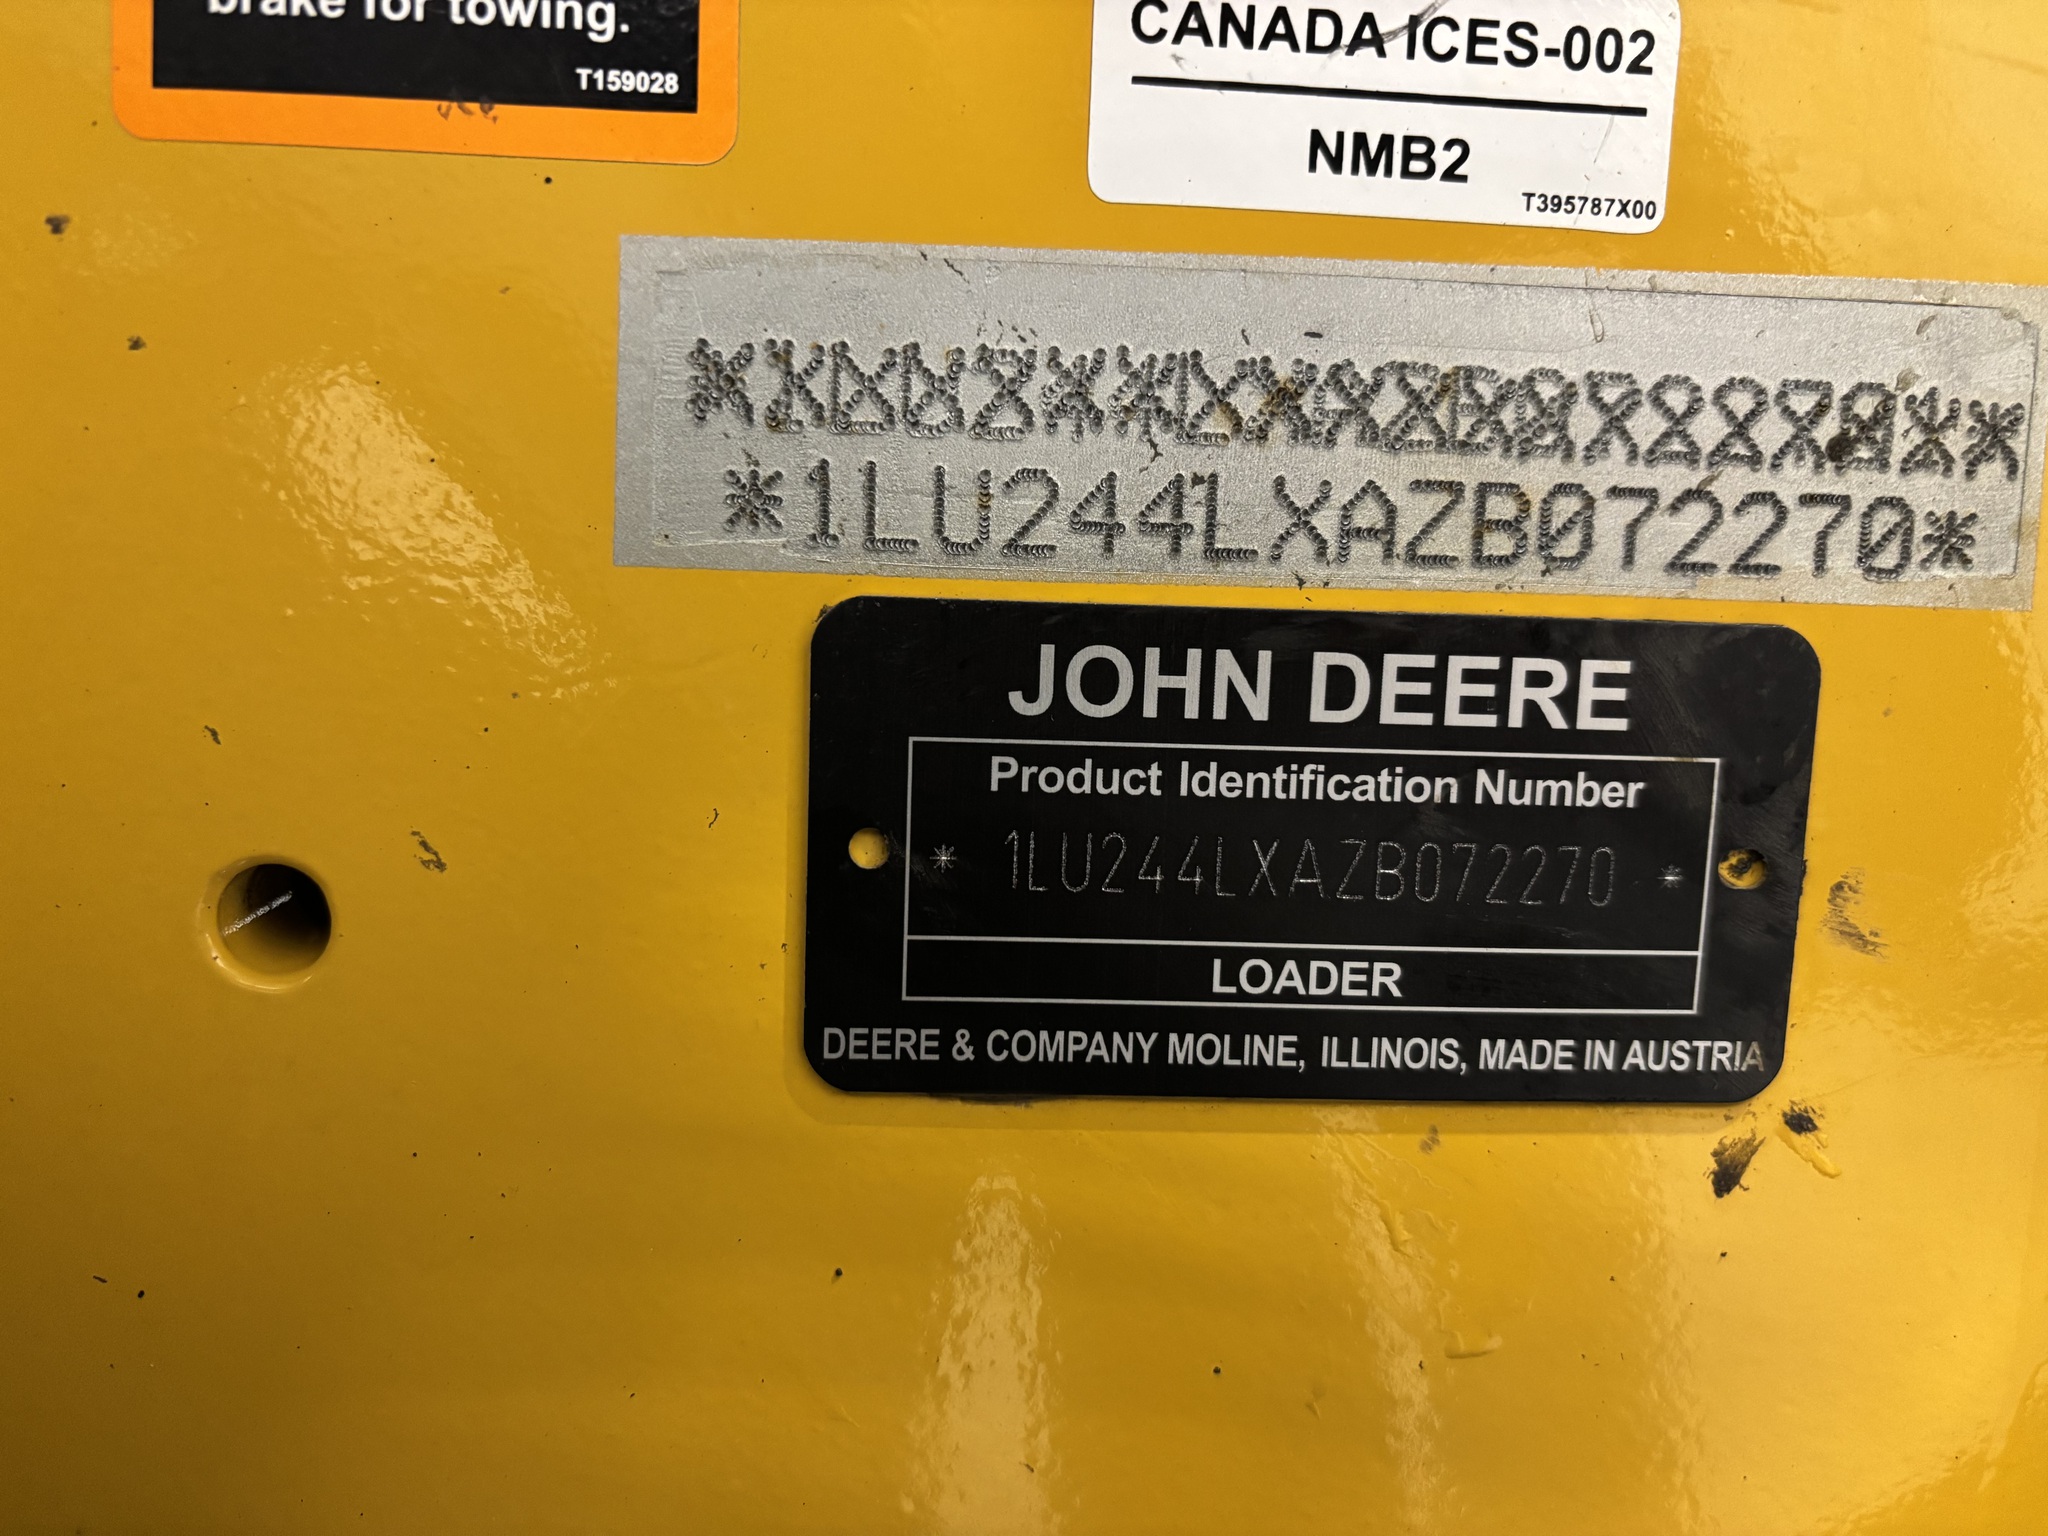 brake for towing.
T159028
CANADA ICES-002
NMB2
T395787X00
*1LU244LXAZB072270*
JOHN DEERE
Product Identification Number
* 1LU244LXAZB072270 *
LOADER
DEERE & COMPANY MOLINE, ILLINOIS, MADE IN AUSTRIA